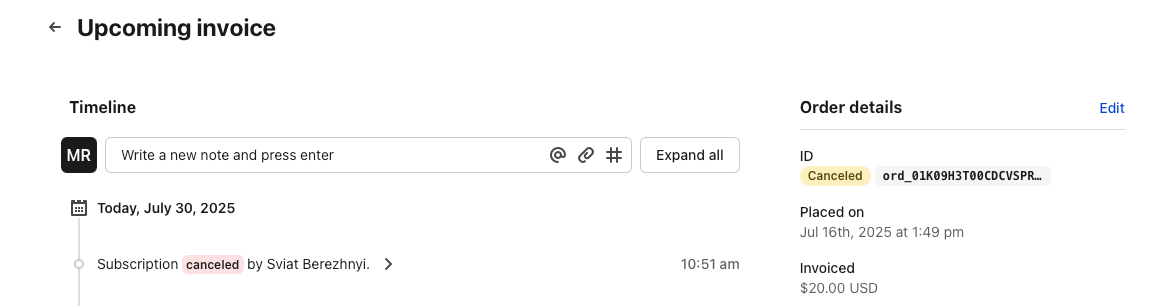 Upcoming invoice
Timeline
MR
Write a new note and press enter
Expand all
Today, July 30, 2025
Subscription canceled by Sviat Berezhnyi.
10:51 am
Order details
Edit
ID
Canceled
ord_01K09H3T00CDCVSPR…
Placed on
Jul 16th, 2025 at 1:49 pm
Invoiced
$20.00 USD